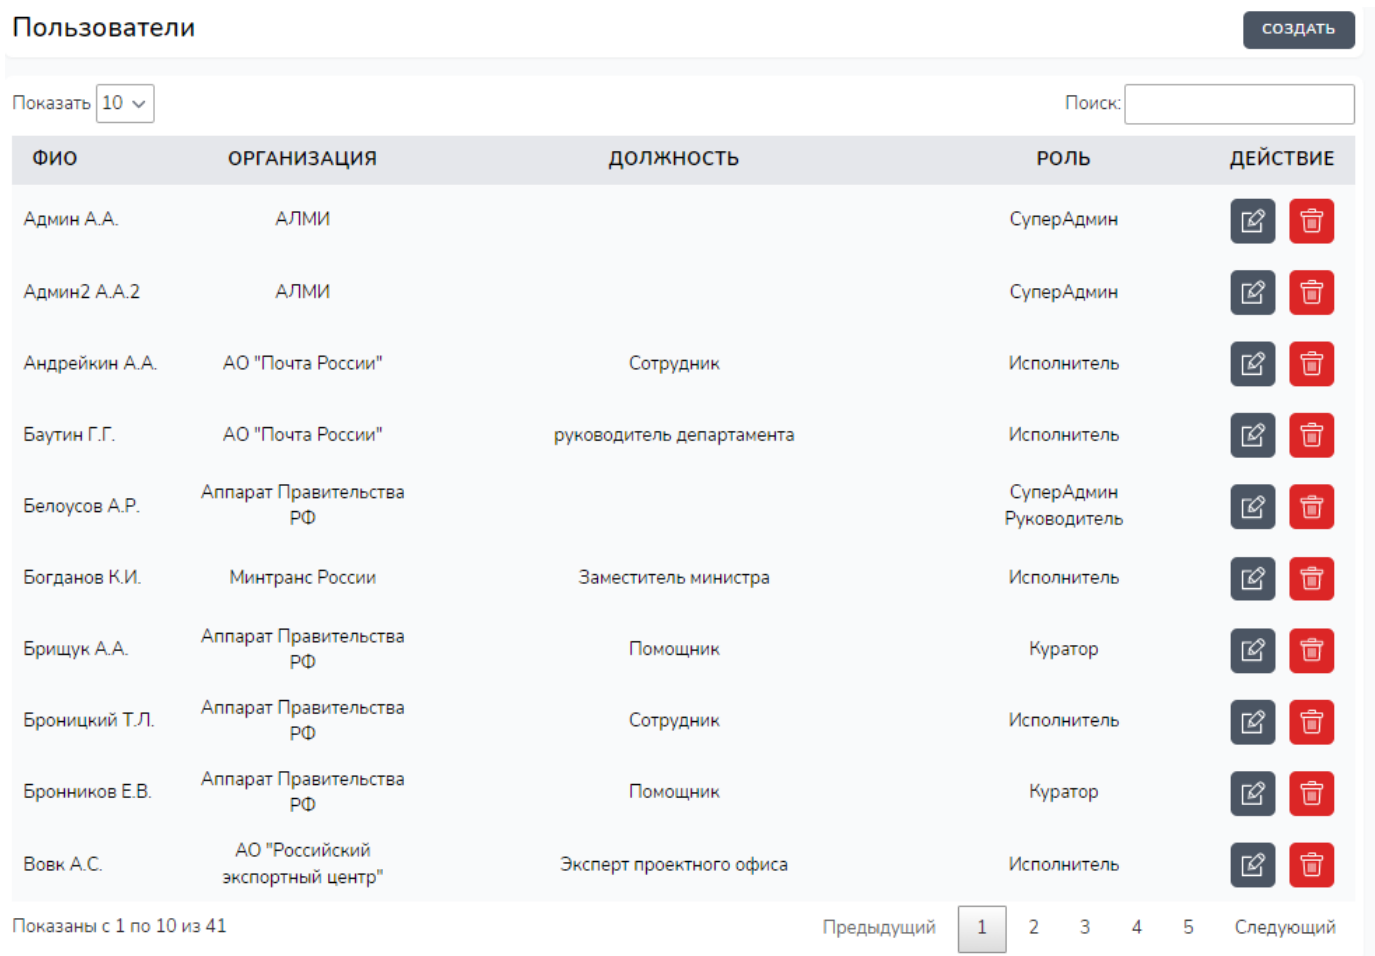 Пользователи
СОЗДАТЬ
Показать 10
Поиск:
ФИО ОРГАНИЗАЦИЯ ДОЛЖНОСТЬ РОЛЬ ДЕЙСТВИЕ
Админ А.А. АЛМИ СуперАдмин
Админ2 А.А.2 АЛМИ СуперАдмин
Андрейкин А.А. АО "Почта России" Сотрудник Исполнитель
Баутин Г.Г. АО "Почта России" руководитель департамента Исполнитель
Белоусов А.Р. Аппарат Правительства
РФ
СуперАдмин
Руководитель
Богданов К.И. Минтранс России Заместитель министра Исполнитель
Брищук А.А. Аппарат Правительства
РФ
Помощник Куратор
Броницкий Т.Л. Аппарат Правительства
РФ
Сотрудник Исполнитель
Бронников Е.В. Аппарат Правительства
РФ
Помощник Куратор
Вовк А.С. АО "Российский
экспортный центр"
Эксперт проектного офиса Исполнитель
Показаны с 1 по 10 из 41
Предыдущий 1 2 3 4 5 Следующий